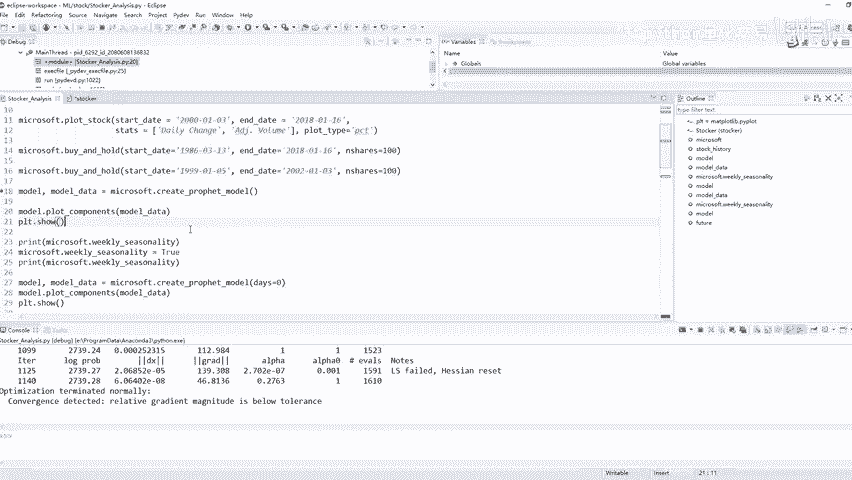 eclipse-workspace - ML/stock/Stocker_Analysis.py - Eclipse
File Edit Source Refactoring Navigate Search Project Pydev Run Window Help
Debug
MainThread - pid_6292_id_2080608136832
<module> [Stocker_Analysis.py:20]
execfile [_pydev_execfile.py:25]
run [pydevd.py:1022]
Variables
Name Value
Globals Global variables
Stocker_Analysis *stocker
10
11 microsoft.plot_stock(start_date = '2000-01-03', end_date = '2018-01-16',
12 stats = ['Daily Change', 'Adj. Volume'], plot_type='pct')
14 microsoft.buy_and_hold(start_date='1986-03-13', end_date='2018-01-16', nshares=100)
16 microsoft.buy_and_hold(start_date='1999-01-05', end_date='2002-01-03', nshares=100)
18 model, model_data = microsoft.create_prophet_model()
20 model.plot_components(model_data)
21 plt.show()
22
23 print(microsoft.weekly_seasonality)
24 microsoft.weekly_seasonality = True
25 print(microsoft.weekly_seasonality)
27 model, model_data = microsoft.create_prophet_model(days=0)
28 model.plot_components(model_data)
29 plt.show()
Outline
type filter text
plt = matplotlib.pyplot
Stocker (stocker)
microsoft
stock_history
model
model_data
microsoft.weekly_seasonality
model
model_data
microsoft.weekly_seasonality
model
future
Console
Stocker_Analysis.py [debug] [e:\ProgramData\Anaconda3\python.exe]
1099 2739.24 0.000252315 112.984 1 1 1523
Iter log prob ||dx|| ||grad|| alpha alpha0 # evals Notes
1125 2739.27 2.06852e-05 139.308 2.702e-07 0.001 1591 LS failed, Hessian reset
1140 2739.28 6.06402e-08 46.8136 0.2763 1 1610
Optimization terminated normally:
Convergence detected: relative gradient magnitude is below tolerance
Writable Insert 21 : 11